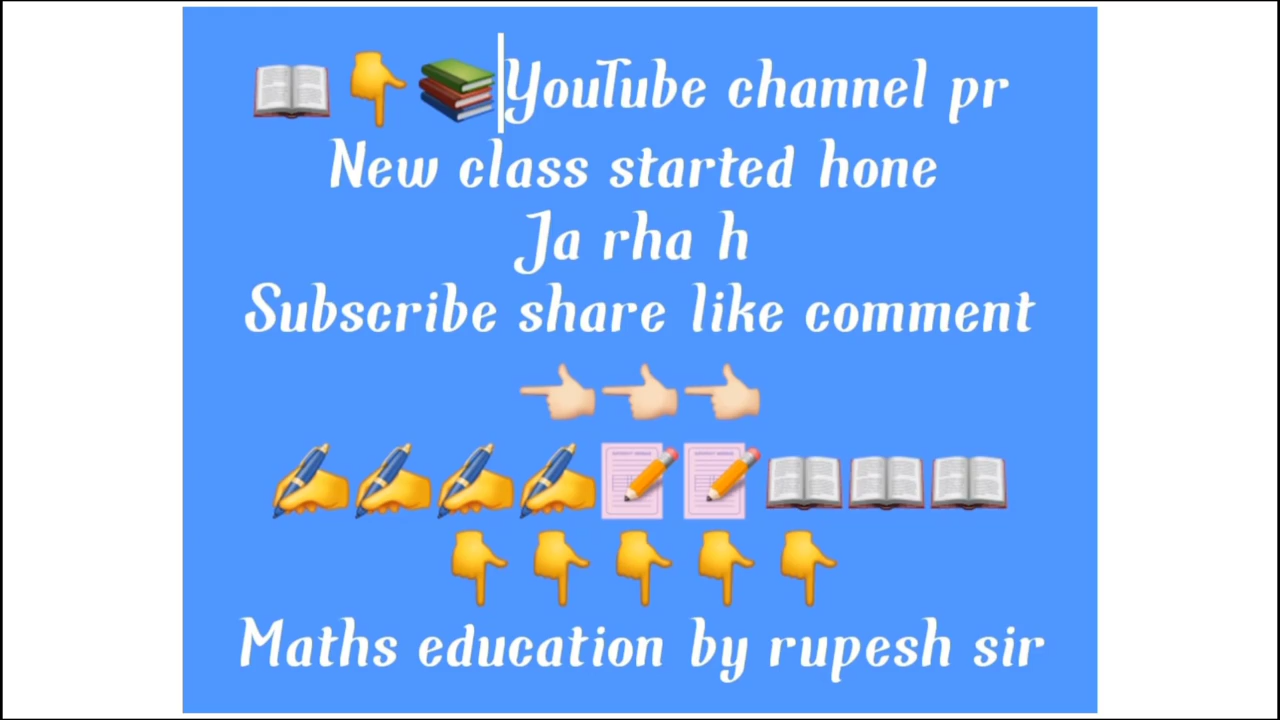 📖👇📚YouTube channel pr
New class started hone
Ja rha h
Subscribe share like comment
👈🏻👈🏻👈🏻
✍️✍️✍️✍️📝📝📖📖📖
👇👇👇👇👇
Maths education by rupesh sir